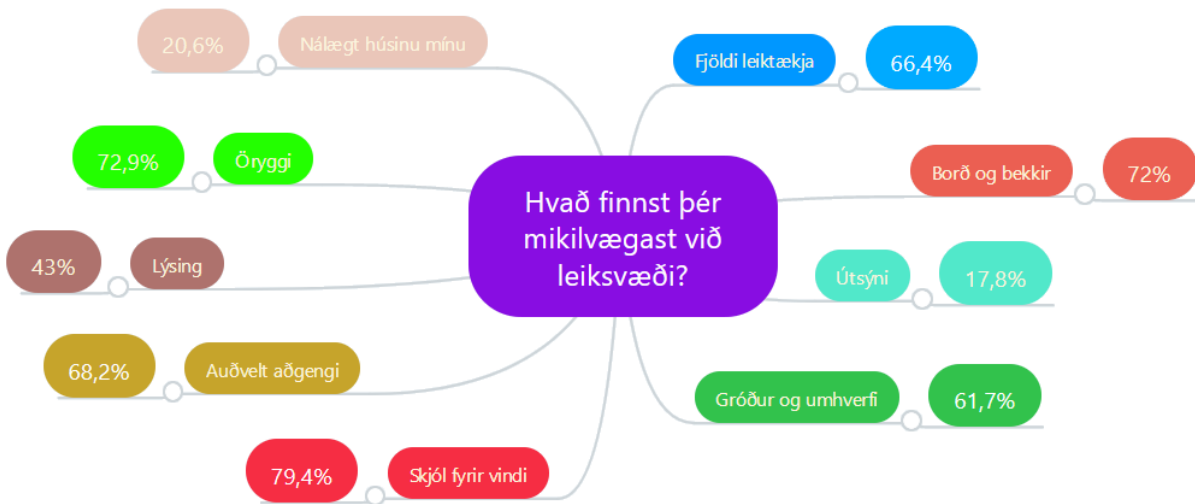 Hvað finnst þér
mikilvægast við
leiksvæði?
Fjöldi leiktækja
66,4%
Borð og bekkir
72%
Útsýni
17,8%
Gróður og umhverfi
61,7%
Nálægt húsinu mínu
20,6%
Öryggi
72,9%
Lýsing
43%
Auðvelt aðgengi
68,2%
Skjól fyrir vindi
79,4%